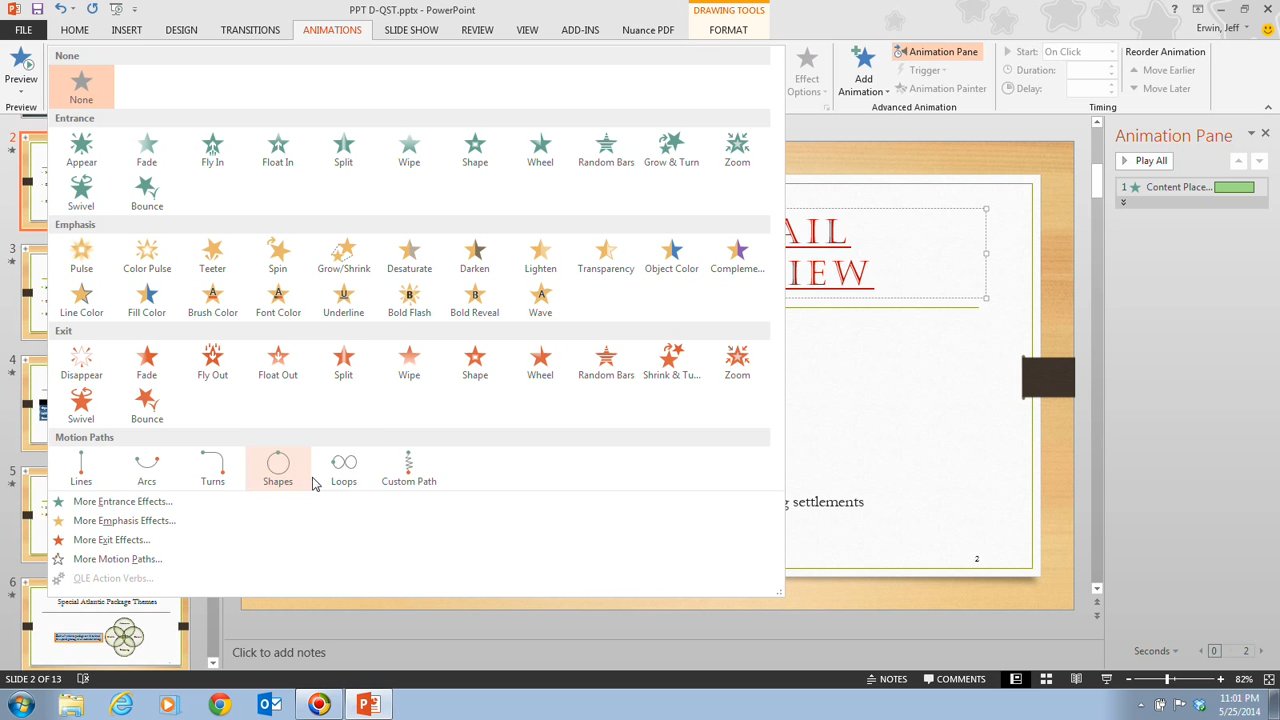 PPT D-QST.pptx - PowerPoint
DRAWING TOOLS
FILE HOME INSERT DESIGN TRANSITIONS ANIMATIONS SLIDE SHOW REVIEW VIEW ADD-INS Nuance PDF FORMAT
Erwin, Jeff
Preview
Preview
None
None
Entrance
Appear Fade Fly In Float In Split Wipe Shape Wheel Random Bars Grow & Turn Zoom
Swivel Bounce
Emphasis
Pulse Color Pulse Teeter Spin Grow/Shrink Desaturate Darken Lighten Transparency Object Color Compleme...
Line Color Fill Color Brush Color Font Color Underline Bold Flash Bold Reveal Wave
Exit
Disappear Fade Fly Out Float Out Split Wipe Shape Wheel Random Bars Shrink & Tu... Zoom
Swivel Bounce
Motion Paths
Lines Arcs Turns Shapes Loops Custom Path
More Entrance Effects...
More Emphasis Effects...
More Exit Effects...
More Motion Paths...
OLE Action Verbs...
Effect
Options
Add
Animation
Animation Pane
Trigger
Animation Painter
Advanced Animation
Start: On Click
Duration:
Delay:
Timing
Reorder Animation
Move Earlier
Move Later
2
3
4
5
6
Special Atlantic Package Themes
AIL
IEW
g settlements
2
Animation Pane
Play All
1 Content Place...
Seconds 0 2
Click to add notes
SLIDE 2 OF 13
NOTES COMMENTS 82%
11:01 PM
5/25/2014